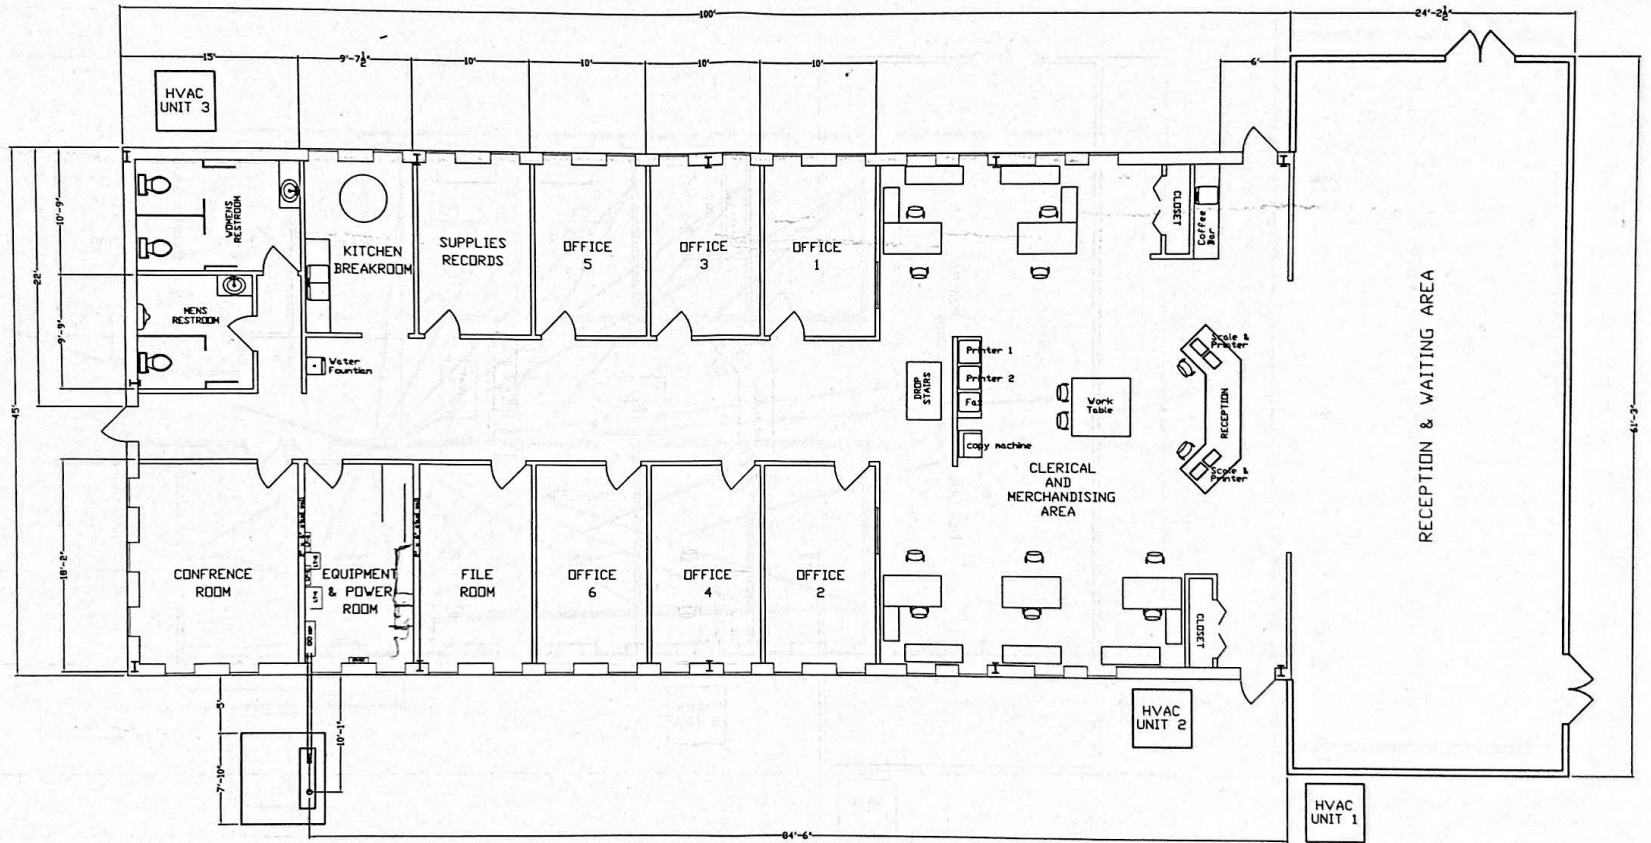 100'
24'-2½"
15'
9'-7½"
10'
10'
10'
10'
6'
HVAC
UNIT 3
10'-9"
22'
9'-9"
45'
18'-2"
WOMENS
RESTROOM
MENS
RESTROOM
KITCHEN
BREAKROOM
SUPPLIES
RECORDS
OFFICE
5
OFFICE
3
OFFICE
1
CLOSET
Coffee
Bar
Water
Fountian
DROP
STAIRS
Printer 1
Printer 2
Fax
copy machine
Work
Table
Scale &
Printer
RECEPTION
Scale &
Printer
CLERICAL
AND
MERCHANDISING
AREA
RECEPTION & WAITING AREA
61'-3"
CONFRENCE
ROOM
EQUIPMENT
& POWER
ROOM
FILE
ROOM
OFFICE
6
OFFICE
4
OFFICE
2
CLOSET
5'
10'-1"
7'-10"
84'-6"
HVAC
UNIT 2
HVAC
UNIT 1